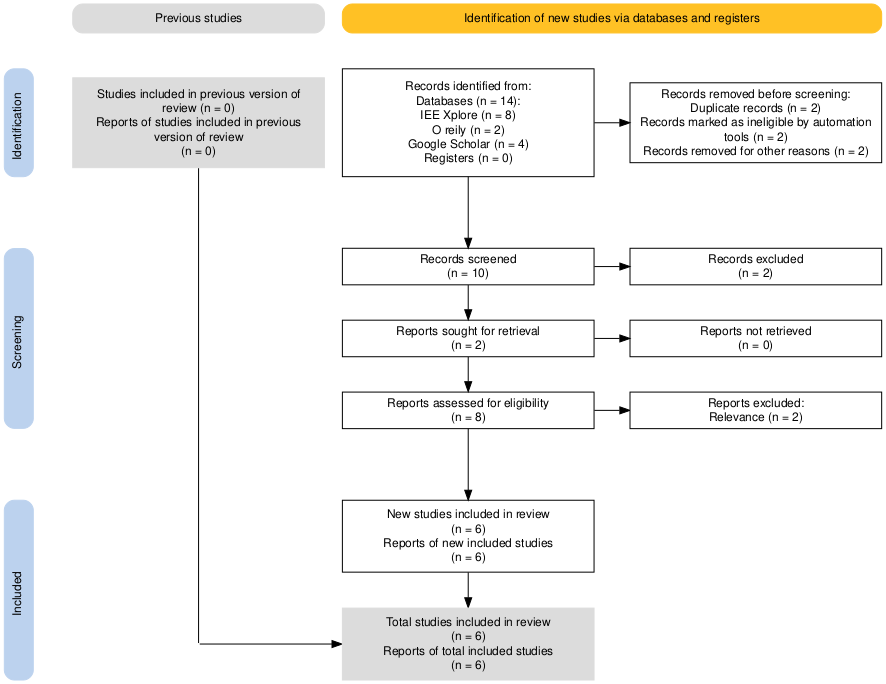 Previous studies
Identification of new studies via databases and registers
Identification
Studies included in previous version of
review (n = 0)
Reports of studies included in previous
version of review
(n = 0)
Records identified from:
Databases (n = 14):
IEE Xplore (n = 8)
O reily (n = 2)
Google Scholar (n = 4)
Registers (n = 0)
Records removed before screening:
Duplicate records (n = 2)
Records marked as ineligible by automation
tools (n = 2)
Records removed for other reasons (n = 2)
Screening
Records screened
(n = 10)
Records excluded
(n = 2)
Reports sought for retrieval
(n = 2)
Reports not retrieved
(n = 0)
Reports assessed for eligibility
(n = 8)
Reports excluded:
Relevance (n = 2)
Included
New studies included in review
(n = 6)
Reports of new included studies
(n = 6)
Total studies included in review
(n = 6)
Reports of total included studies
(n = 6)